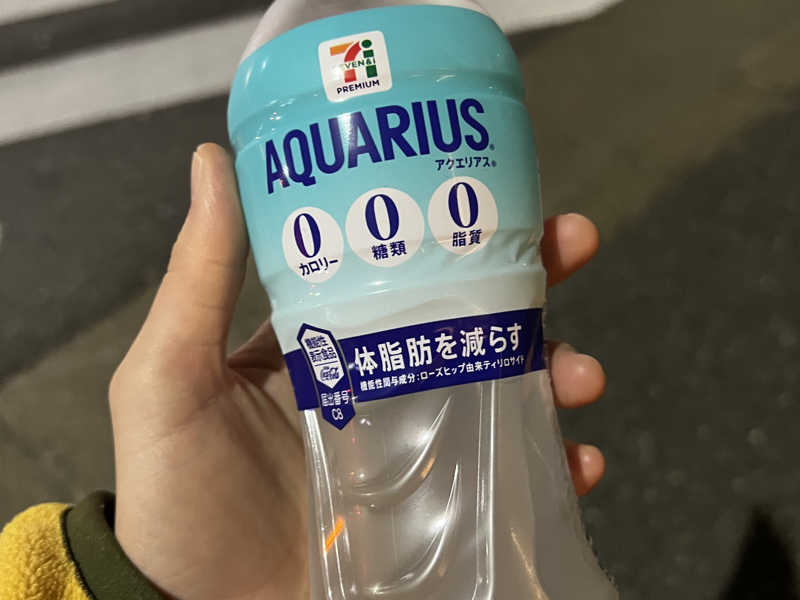 7i
SEVEN&i
PREMIUM
AQUARIUS®
アクエリアス®
0 0 0
カロリー 糖類 脂質
機能性
表示食品
届出番号
C8
体脂肪を減らす
機能性関与成分:ローズヒップ由来ティリロサイド